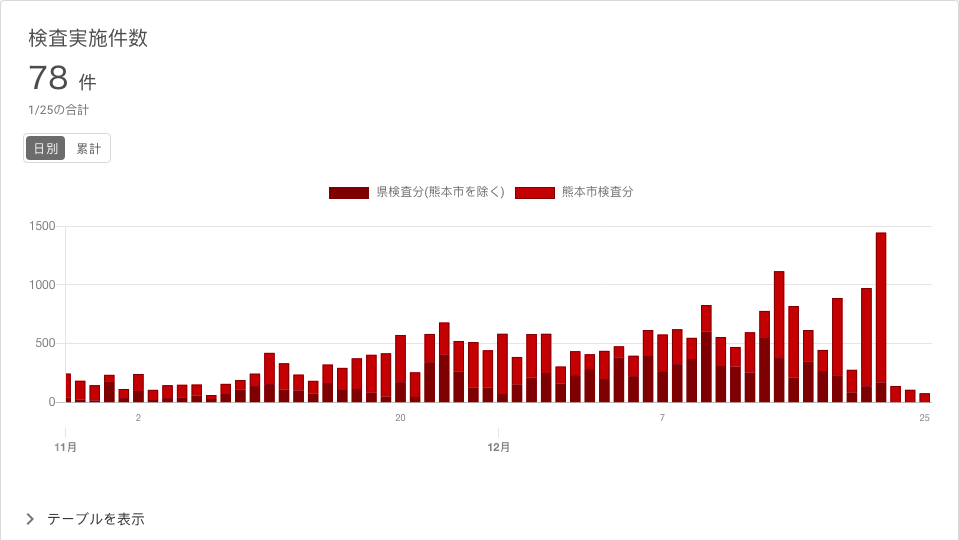 検査実施件数
78 件
1/25の合計
日別 累計
県検査分(熊本市を除く) 熊本市検査分
1500
1000
500
0
2 20 7 25
11月 12月
テーブルを表示